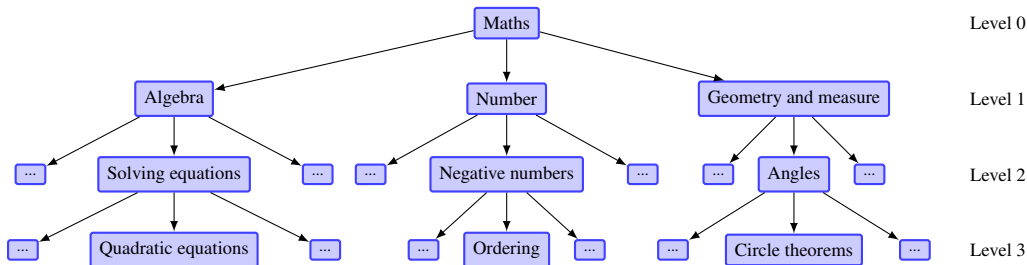 Maths Level 0
Algebra Number Geometry and measure Level 1
... Solving equations ... ... Negative numbers ... ... Angles ... Level 2
... Quadratic equations ... ... Ordering ... ... Circle theorems ... Level 3